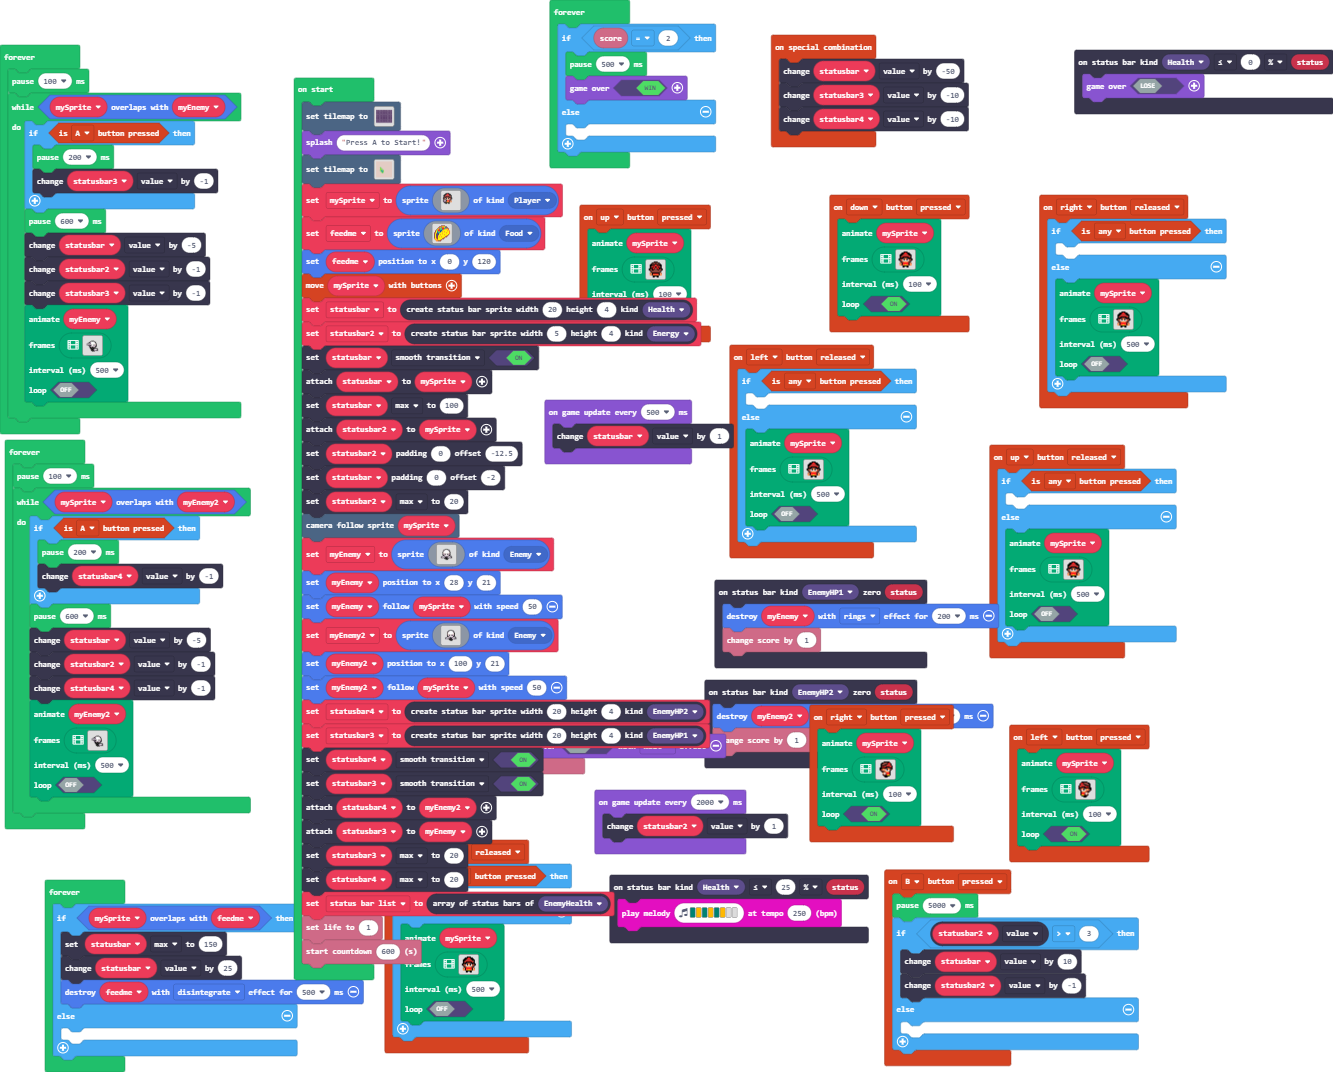 forever
pause 100 ms
while mySprite overlaps with myEnemy
do if is A button pressed then
pause 200 ms
change statusbar3 value by -1
pause 600 ms
change statusbar value by -5
change statusbar2 value by -1
change statusbar3 value by -1
animate myEnemy
frames
interval (ms) 500
loop OFF
forever
pause 100 ms
while mySprite overlaps with myEnemy2
do if is A button pressed then
pause 200 ms
change statusbar4 value by -1
pause 600 ms
change statusbar value by -5
change statusbar2 value by -1
change statusbar4 value by -1
animate myEnemy2
frames
interval (ms) 500
loop OFF
forever
if mySprite overlaps with feedme then
set statusbar max to 150
change statusbar value by 25
destroy feedme with disintegrate effect for 500 ms
else
on start
set tilemap to
splash "Press A to Start!"
set tilemap to
set mySprite to sprite of kind Player
set feedme to sprite of kind Food
set feedme position to x 0 y 120
move mySprite with buttons
set statusbar to create status bar sprite width 20 height 4 kind Health
set statusbar2 to create status bar sprite width 5 height 4 kind Energy
set statusbar smooth transition ON
attach statusbar to mySprite
set statusbar max to 100
attach statusbar2 to mySprite
set statusbar2 padding 0 offset -12.5
set statusbar padding 0 offset -2
set statusbar2 max to 20
camera follow sprite mySprite
set myEnemy to sprite of kind Enemy
set myEnemy position to x 28 y 21
set myEnemy follow mySprite with speed 50
set myEnemy2 to sprite of kind Enemy
set myEnemy2 position to x 100 y 21
set myEnemy2 follow mySprite with speed 50
set statusbar4 to create status bar sprite width 20 height 4 kind EnemyHP2
set statusbar3 to create status bar sprite width 20 height 4 kind EnemyHP1
set statusbar4 smooth transition ON
set statusbar3 smooth transition ON
attach statusbar4 to myEnemy2
attach statusbar3 to myEnemy
set statusbar3 max to 20
set statusbar4 max to 20
set status bar list to array of status bars of EnemyHealth
set life to 1
start countdown 600 (s)
released
button pressed then
animate mySprite
frames
interval (ms) 500
loop OFF
forever
if score = 2 then
pause 500 ms
game over WIN
else
on up button pressed
animate mySprite
frames
interval (ms) 100
on game update every 500 ms
change statusbar value by 1
on special combination
change statusbar value by -50
change statusbar3 value by -10
change statusbar4 value by -10
on status bar kind Health ≤ 0 % status
game over LOSE
on down button pressed
animate mySprite
frames
interval (ms) 100
loop ON
on right button released
if is any button pressed then
else
animate mySprite
frames
interval (ms) 500
loop OFF
on left button released
if is any button pressed then
else
animate mySprite
frames
interval (ms) 500
loop OFF
on up button released
if is any button pressed then
else
animate mySprite
frames
interval (ms) 500
loop OFF
on status bar kind EnemyHP1 zero status
destroy myEnemy with rings effect for 200 ms
change score by 1
on status bar kind EnemyHP2 zero status
destroy myEnemy2 ms
score by 1
on right button pressed
animate mySprite
frames
interval (ms) 100
loop ON
on left button pressed
animate mySprite
frames
interval (ms) 100
loop ON
on game update every 2000 ms
change statusbar2 value by 1
on status bar kind Health ≤ 25 % status
play melody at tempo 250 (bpm)
on B button pressed
pause 5000 ms
if statusbar2 value > 3 then
change statusbar value by 10
change statusbar2 value by -1
else